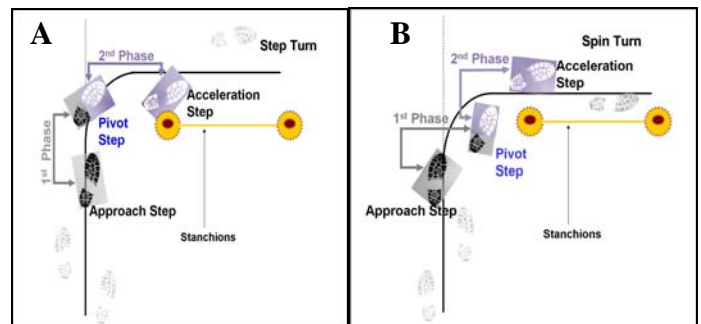 A
2nd Phase
Step Turn
Acceleration
Step
1st Phase
Pivot
Step
Approach Step
Stanchions
B
Spin Turn
2nd Phase
Acceleration
Step
1st Phase
Pivot
Step
Approach Step
Stanchions